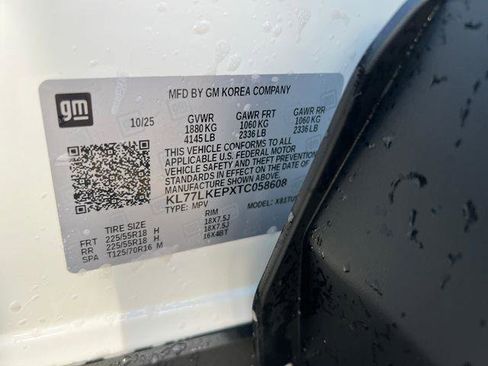 gm
MFD BY GM KOREA COMPANY
10/25 GVWR GAWR FRT GAWR RR
1880 KG 1060 KG 1060 KG
4145 LB 2336 LB 2336 LB
THIS VEHICLE CONFORMS TO ALL
APPLICABLE U.S. FEDERAL MOTOR
VEHICLE SAFETY AND THEFT PREVENTION
STANDARDS IN EFFECT ON THE DATE OF
MANUFACTURE SHOWN ABOVE.
KL77LKEPXTC058608
TYPE: MPV MODEL:
TIRE SIZE RIM
FRT 225/55R18 H 18X7.5J
RR 225/55R18 H 18X7.5J
SPA T125/70R16 M 16X4BT